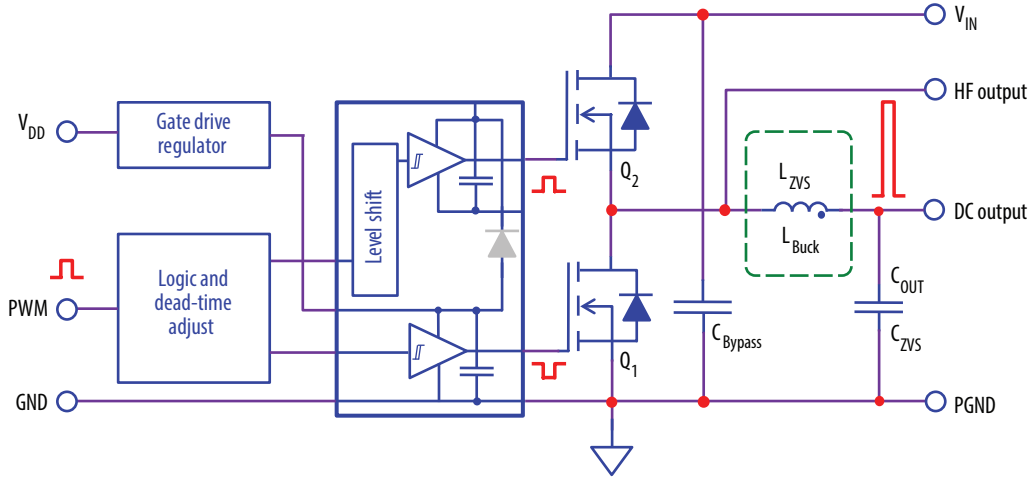 V_IN
HF output
V_DD
Gate drive
regulator
Level shift
Q_2
L_ZVS
L_Buck
DC output
PWM
Logic and
dead-time
adjust
Q_1
C_Bypass
C_OUT
C_ZVS
GND
PGND